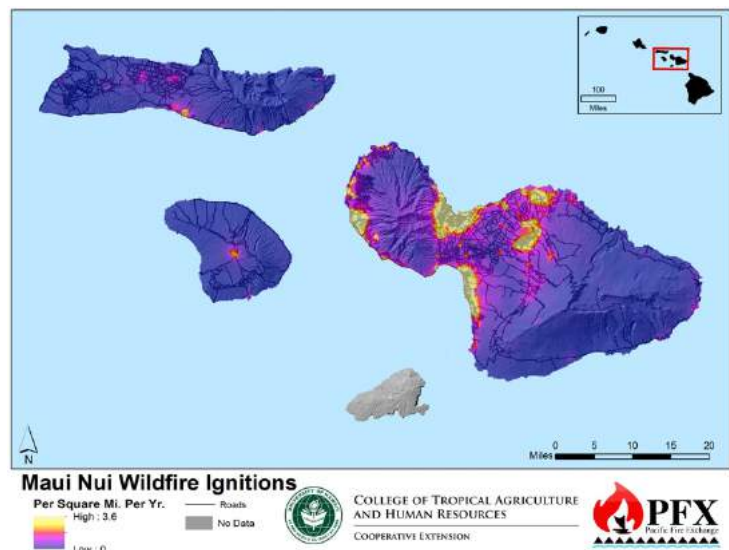 100
Miles
N
Miles
0 5 10 15 20
Maui Nui Wildfire Ignitions
Per Square Mi. Per Yr.
High : 3.6
Low : 0
Roads
No Data
COLLEGE OF TROPICAL AGRICULTURE
AND HUMAN RESOURCES
COOPERATIVE EXTENSION
PFX
Pacific Fire Exchange